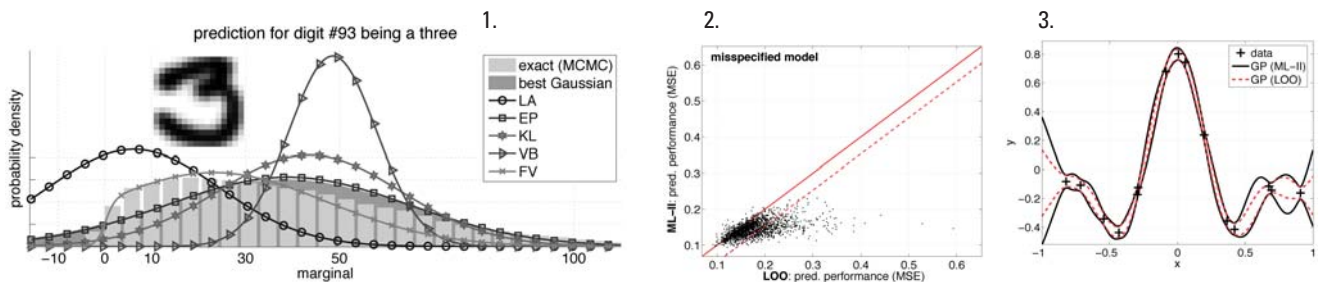 1.
prediction for digit #93 being a three
exact (MCMC)
best Gaussian
LA
EP
KL
VB
FV
probability density
−10 0 10 30 50 100
marginal
2.
misspecified model
0.6
0.5
0.4
0.3
0.2
0.1
ML−II: pred. performance (MSE)
0.1 0.2 0.3 0.4 0.5 0.6
LOO: pred. performance (MSE)
3.
data
GP (ML−II)
GP (LOO)
0.8
0.6
0.4
0.2
0
−0.2
−0.4
y
−1 −0.5 0 0.5 1
x